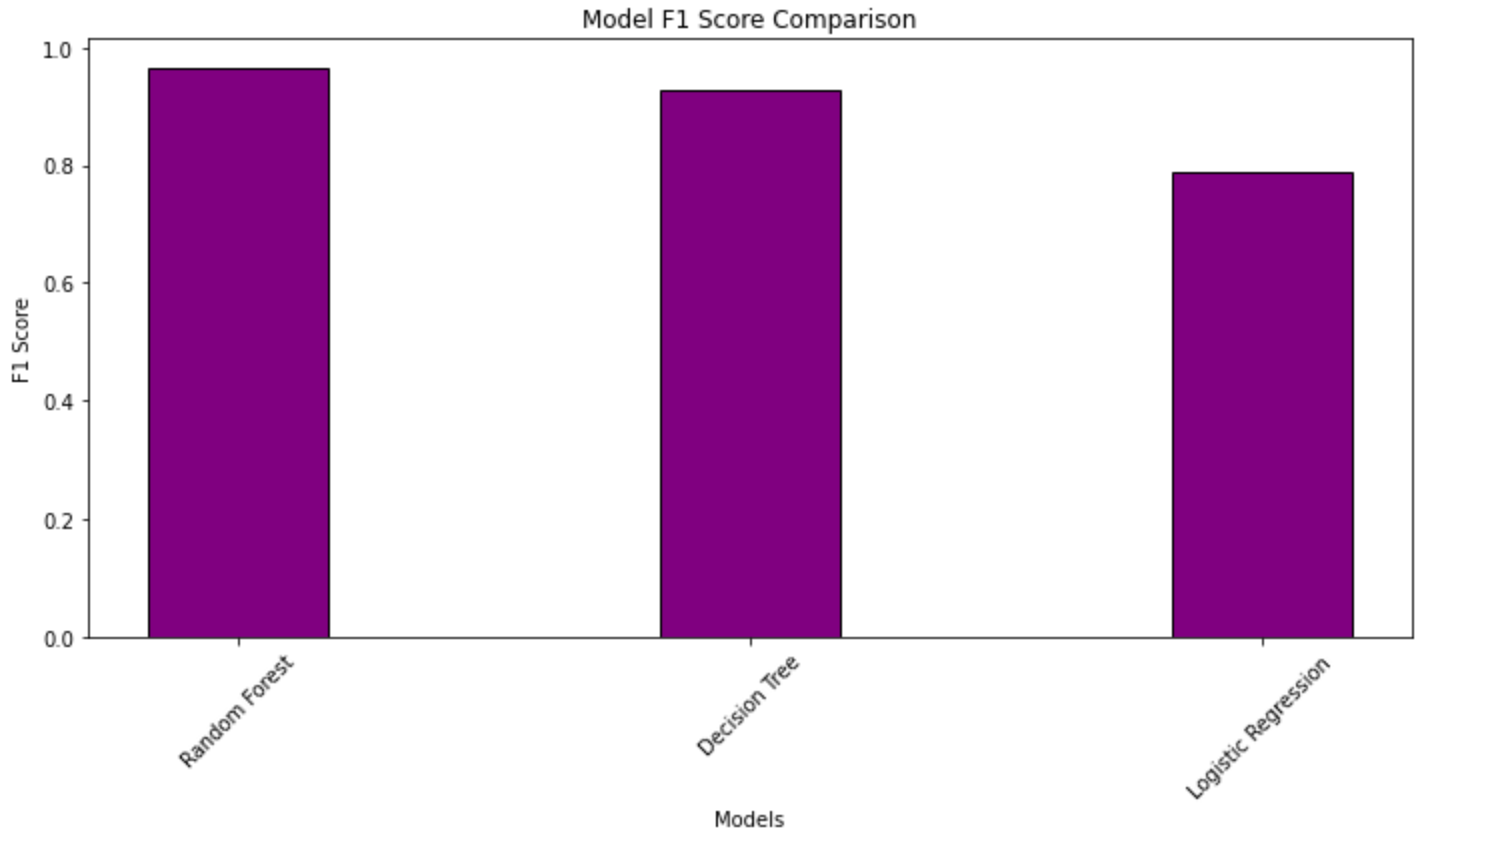 Model F1 Score Comparison
1.0
0.8
0.6
0.4
0.2
0.0
F1 Score
Random Forest
Decision Tree
Logistic Regression
Models